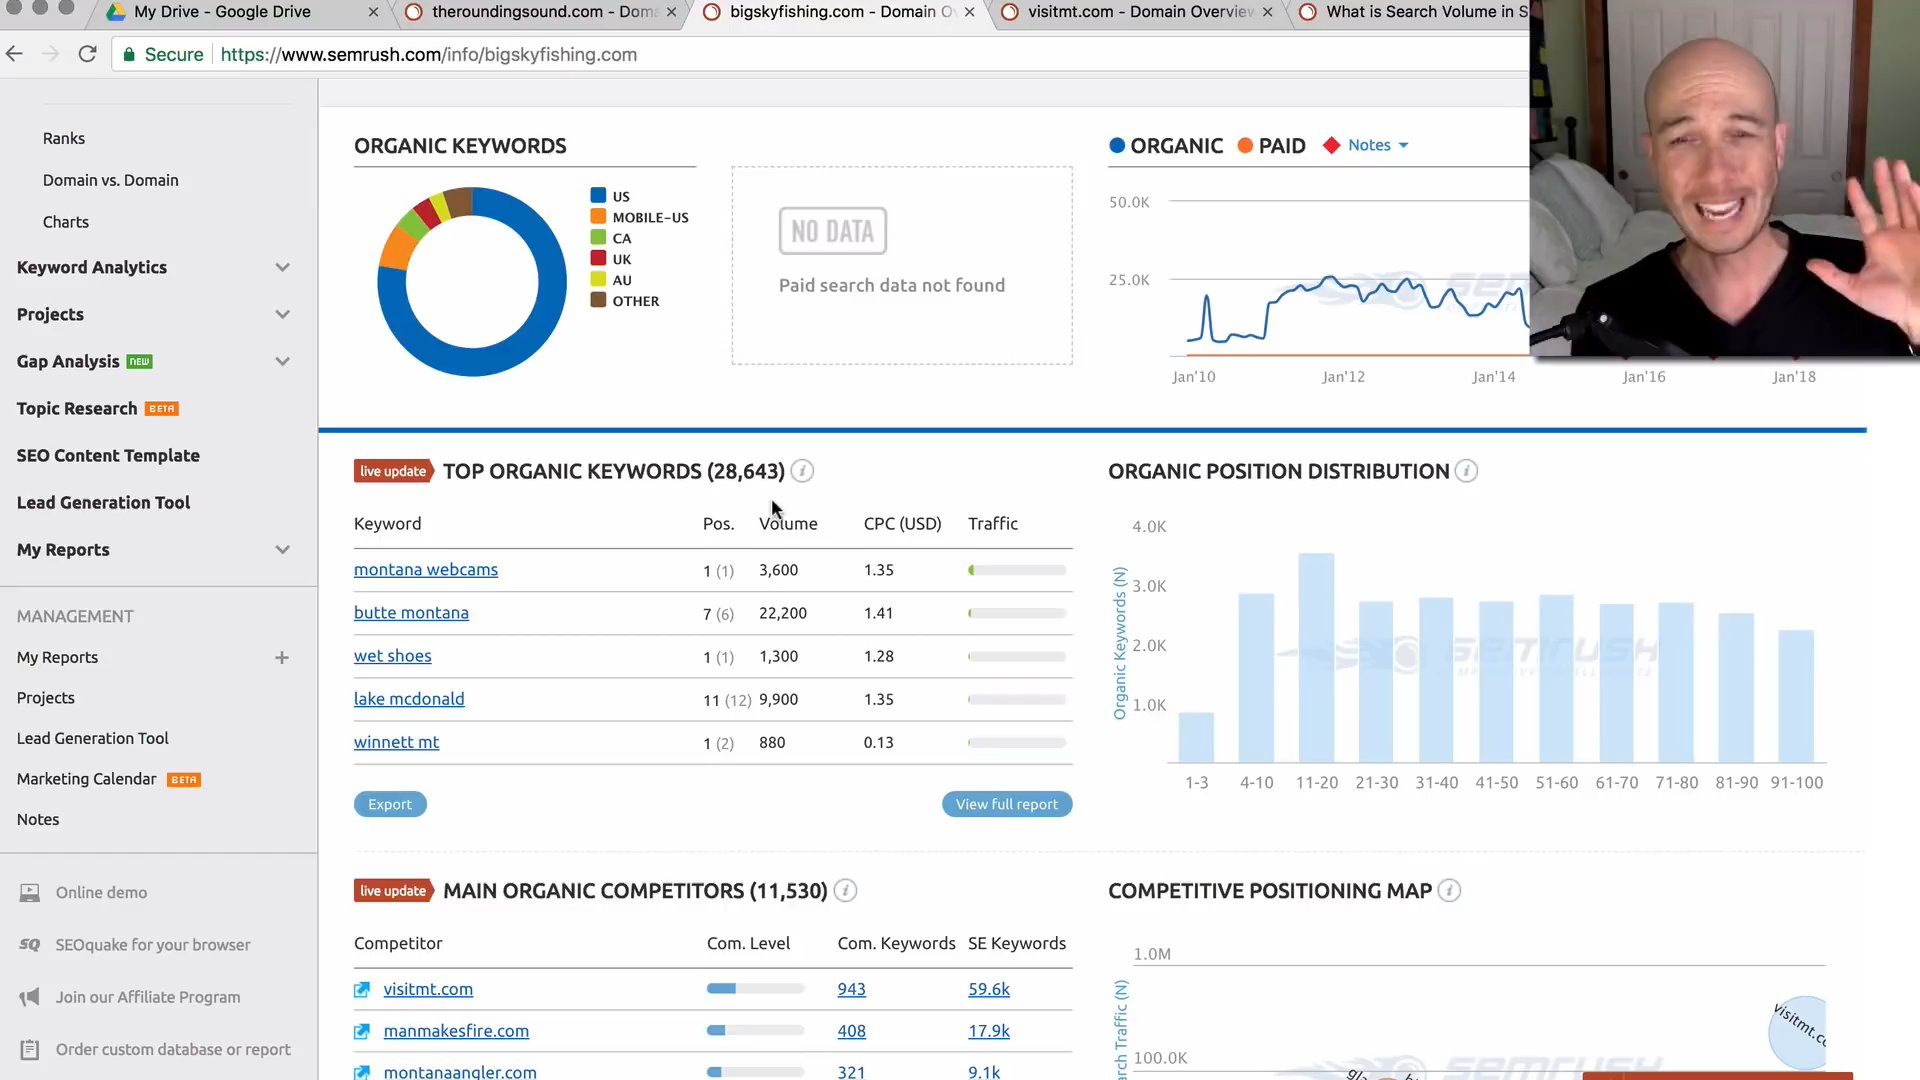 My Drive - Google Drive
theroundingsound.com - Doma
bigskyfishing.com - Domain O
visitmt.com - Domain Overview
What is Search Volume in S
Secure
https://www.semrush.com/info/bigskyfishing.com
Ranks
Domain vs. Domain
Charts
Keyword Analytics
Projects
Gap Analysis NEW
Topic Research BETA
SEO Content Template
Lead Generation Tool
My Reports
MANAGEMENT
My Reports
Projects
Lead Generation Tool
Marketing Calendar BETA
Notes
Online demo
SQ SEOquake for your browser
Join our Affiliate Program
Order custom database or report
ORGANIC KEYWORDS
US
MOBILE-US
CA
UK
AU
OTHER
NO DATA
Paid search data not found
ORGANIC PAID Notes
50.0K
25.0K
Jan'10 Jan'12 Jan'14 Jan'16 Jan'18
live update TOP ORGANIC KEYWORDS (28,643)
Keyword Pos. Volume CPC (USD) Traffic
montana webcams 1 (1) 3,600 1.35
butte montana 7 (6) 22,200 1.41
wet shoes 1 (1) 1,300 1.28
lake mcdonald 11 (12) 9,900 1.35
winnett mt 1 (2) 880 0.13
Export
View full report
ORGANIC POSITION DISTRIBUTION
Organic Keywords (N)
4.0K
3.0K
2.0K
1.0K
semrush
1-3 4-10 11-20 21-30 31-40 41-50 51-60 61-70 71-80 81-90 91-100
live update MAIN ORGANIC COMPETITORS (11,530)
Competitor Com. Level Com. Keywords SE Keywords
visitmt.com 943 59.6k
manmakesfire.com 408 17.9k
montanaangler.com 321 9.1k
COMPETITIVE POSITIONING MAP
1.0M
100.0K
arch Traffic (N)
visitmt.c
semrush